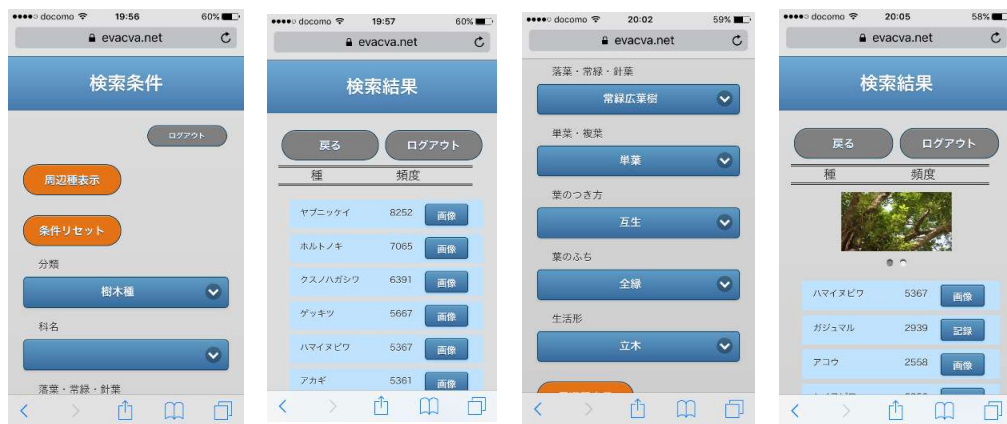 docomo 19:56 60%
evacva.net
検索条件
ログアウト
周辺種表示
条件リセット
分類
樹木種
科名
落葉・常緑・針葉
docomo 19:57 60%
evacva.net
検索結果
戻る ログアウト
種 頻度
ヤブニッケイ 8252 画像
ホルトノキ 7065 画像
クスノハガシワ 6391 画像
ゲッキツ 5667 画像
ハマイヌビワ 5367 画像
アカギ 5361 画像
docomo 20:02 59%
evacva.net
落葉・常緑・針葉
常緑広葉樹
単葉・複葉
単葉
葉のつき方
互生
葉のふち
全縁
生活形
立木
docomo 20:05 58%
evacva.net
検索結果
戻る ログアウト
種 頻度
ハマイヌビワ 5367 画像
ガジュマル 2939 記録
アコウ 2558 画像